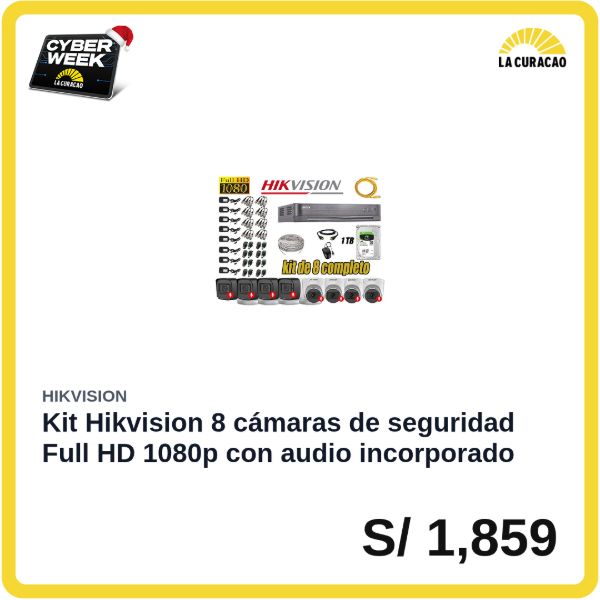 CYBER
WEEK
LA CURACAO
LA CURACAO
Full HD
1080
HIKVISION
1 TB
kit de 8 completo
HIKVISION
Kit Hikvision 8 cámaras de seguridad
Full HD 1080p con audio incorporado
S/ 1,859